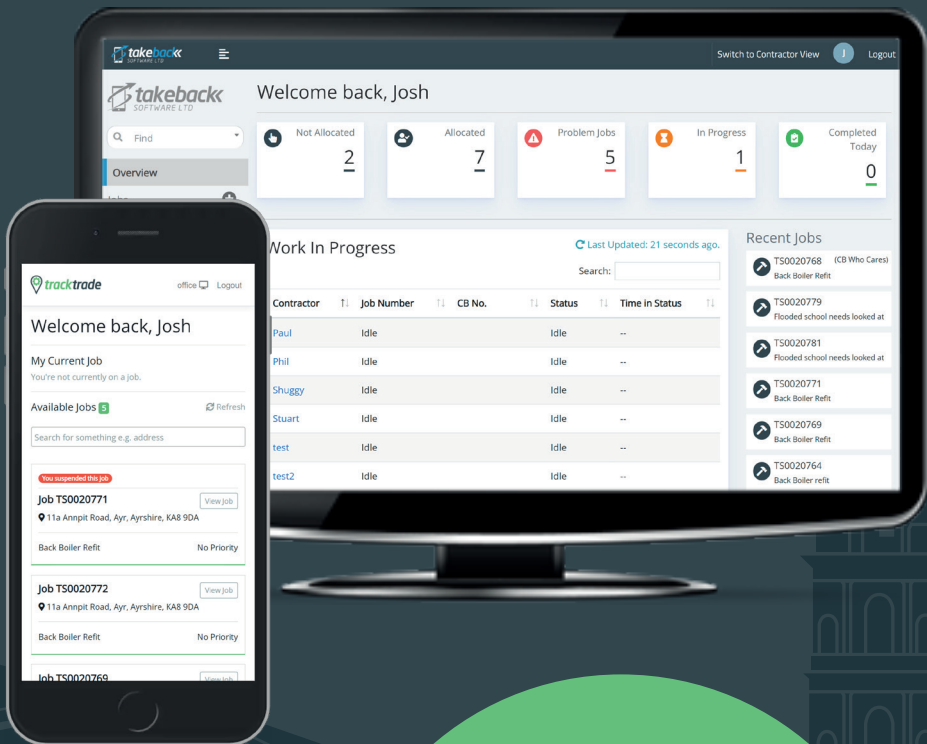 takeback
SOFTWARE LTD
Switch to Contractor View
J
Logout
takeback
SOFTWARE LTD
Find
Overview
Welcome back, Josh
Not Allocated
2
Allocated
7
Problem Jobs
5
In Progress
1
Completed
Today
0
Work In Progress
Last Updated: 21 seconds ago.
Search:
Contractor Job Number CB No. Status Time in Status
Paul Idle Idle --
Phil Idle Idle --
Shuggy Idle Idle --
Stuart Idle Idle --
test Idle Idle --
test2 Idle Idle --
Recent Jobs
TS0020768 (CB Who Cares)
Back Boiler Refit
TS0020779
Flooded school needs looked at
TS0020781
Flooded school needs looked at
TS0020771
Back Boiler Refit
TS0020769
Back Boiler Refit
TS0020764
Back Boiler refit
tracktrade
office Logout
Welcome back, Josh
My Current Job
You're not currently on a job.
Available Jobs 5
Refresh
Search for something e.g. address
You suspended this job
Job TS0020771
View Job
11a Annpit Road, Ayr, Ayrshire, KA8 9DA
Back Boiler Refit No Priority
Job TS0020772
View Job
11a Annpit Road, Ayr, Ayrshire, KA8 9DA
Back Boiler Refit No Priority
Job TS0020769
View Job